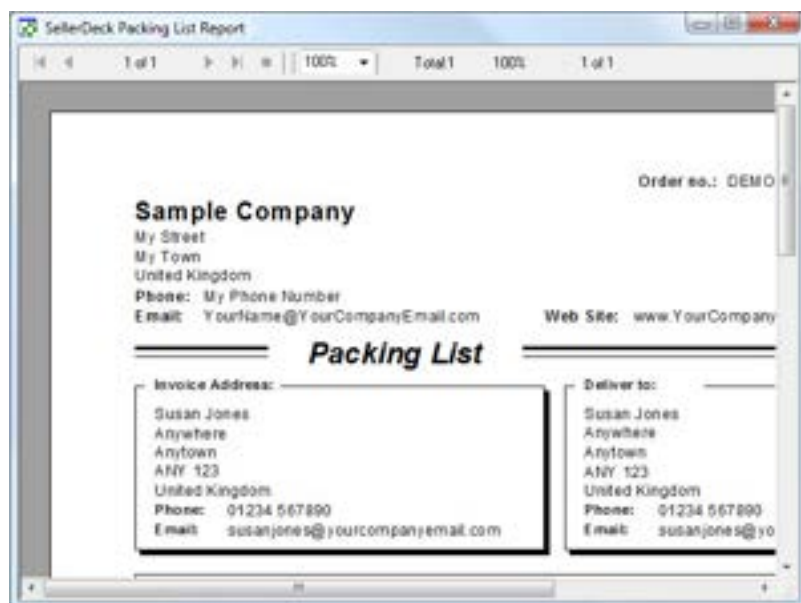 SellerDeck Packing List Report
1 of 1 100% Total:1 100% 1 of 1
Order no.: DEMO
Sample Company
My Street
My Town
United Kingdom
Phone: My Phone Number
Email: YourName@YourCompanyEmail.com Web Site: www.YourCompany
Packing List
Invoice Address: Deliver to:
Susan Jones Susan Jones
Anywhere Anywhere
Anytown Anytown
ANY 123 ANY 123
United Kingdom United Kingdom
Phone: 01234 567890 Phone: 01234 567890
Email: susanjones@yourcompanyemail.com Email: susanjones@yo